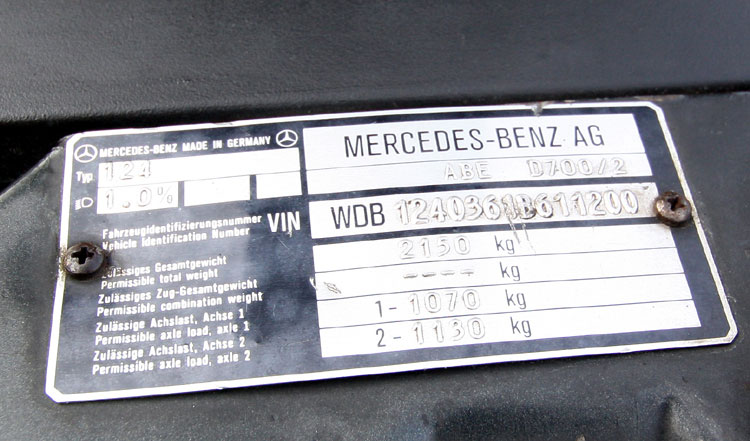 MERCEDES-BENZ MADE IN GERMANY
Typ 124
1.0%
MERCEDES-BENZ AG
ABE D700/2
Fahrzeugidentifizierungsnummer
Vehicle Identification Number
VIN
WDB 1240361B611200
Zulässiges Gesamtgewicht
Permissible total weight
2150 kg
Zulässiges Zug-Gesamtgewicht
Permissible combination weight
---- kg
Zulässige Achslast, Achse 1
Permissible axle load, axle 1
1-1070 kg
Zulässige Achslast, Achse 2
Permissible axle load, axle 2
2-1130 kg